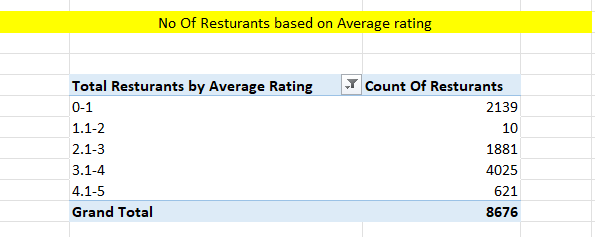 No Of Resturants based on Average rating
Total Resturants by Average Rating Count Of Resturants
0-1 2139
1.1-2 10
2.1-3 1881
3.1-4 4025
4.1-5 621
Grand Total 8676